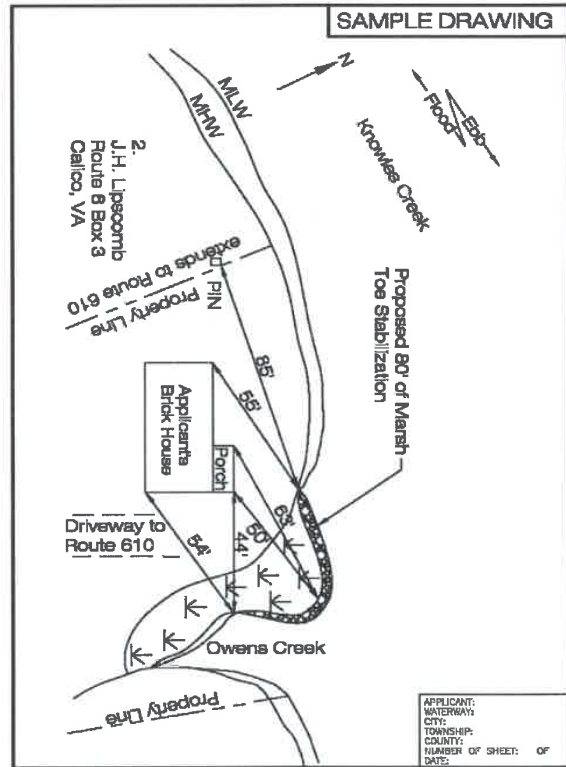 SAMPLE DRAWING
N
Ebb
Flood
Knowles Creek
MLW
MHW
2.
J.H. Lipscomb
Route 6 Box 3
Calico, VA
extends to Route 610
Property Line
PIN
Proposed 80' of Marsh
Toe Stabilization
85'
55'
Applicant's
Brick House
Porch
63'
50'
44'
54'
Driveway to
Route 610
Owens Creek
Property Line
APPLICANT:
WATERWAY:
CITY:
TOWNSHIP:
COUNTY:
NUMBER OF SHEET: OF
DATE: